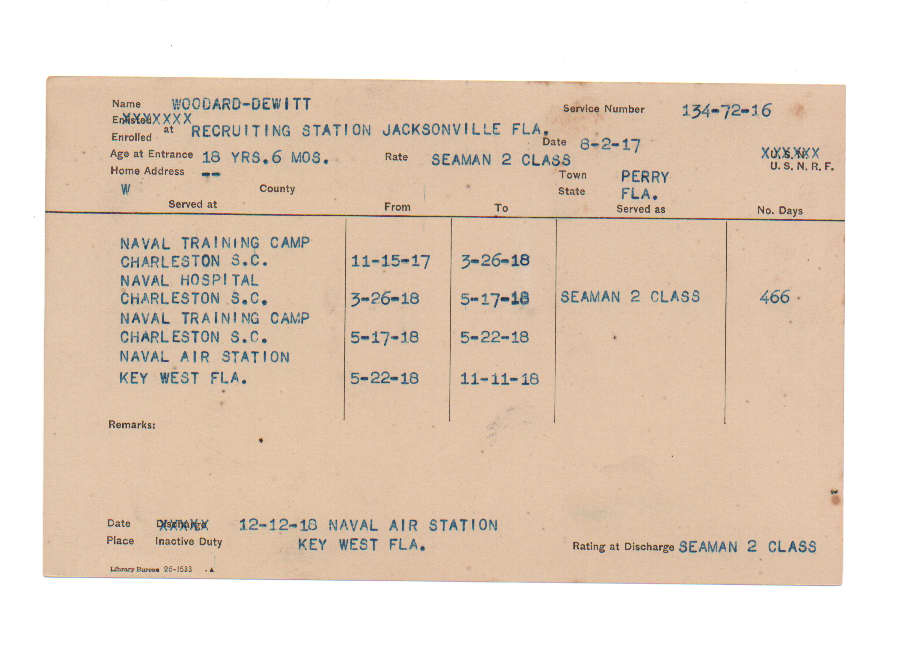 Name WOODARD-DEWITT Service Number 134-72-16
Enlisted XXXXXXX
Enrolled at RECRUITING STATION JACKSONVILLE FLA. Date 8-2-17
Age at Entrance 18 YRS.6 MOS. Rate SEAMAN 2 CLASS U.S.N. XXXXXX
U. S. N. R. F.
Home Address -- Town PERRY
W County State FLA.
Served at From To Served as No. Days
NAVAL TRAINING CAMP
CHARLESTON S.C. 11-15-17 3-26-18
NAVAL HOSPITAL
CHARLESTON S.C. 3-26-18 5-17-18 SEAMAN 2 CLASS 466
NAVAL TRAINING CAMP
CHARLESTON S.C. 5-17-18 5-22-18
NAVAL AIR STATION
KEY WEST FLA. 5-22-18 11-11-18
Remarks:
Date Discharge XXXXX 12-12-18 NAVAL AIR STATION
Place Inactive Duty KEY WEST FLA. Rating at Discharge SEAMAN 2 CLASS
Library Bureau 26-1533 A